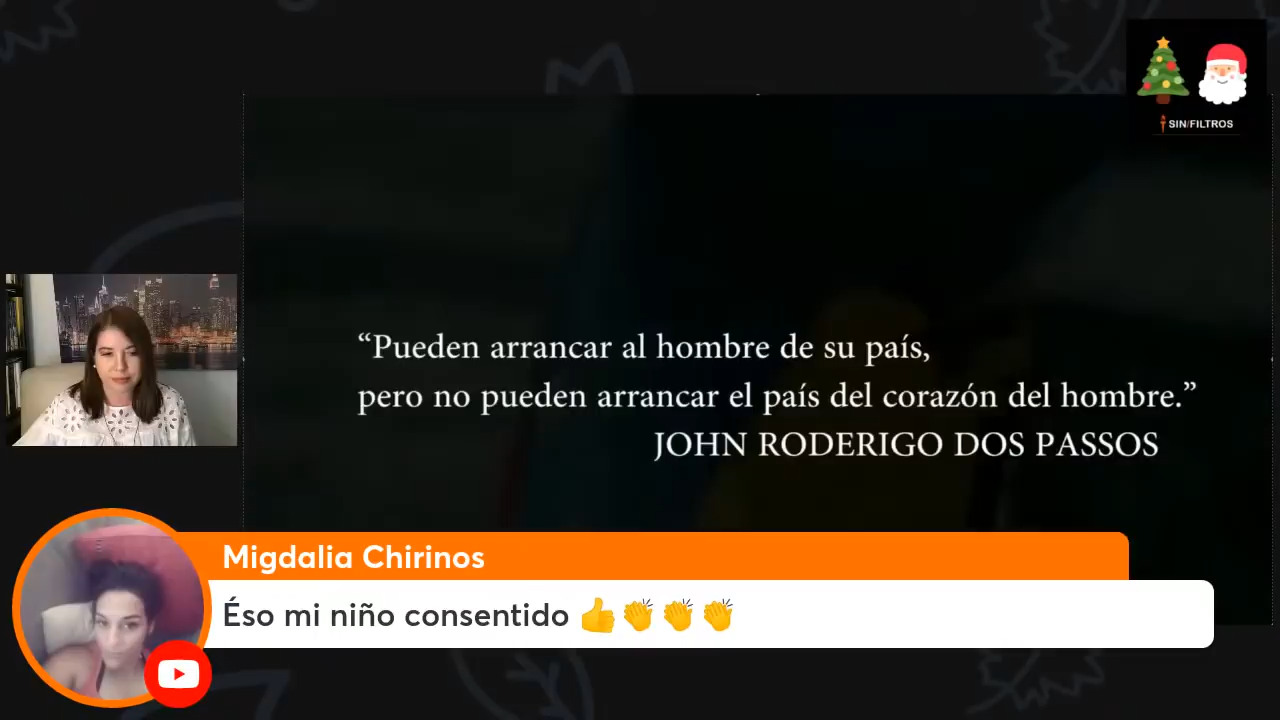 SIN/FILTROS
“Pueden arrancar al hombre de su país,
pero no pueden arrancar el país del corazón del hombre.”
JOHN RODERIGO DOS PASSOS
Migdalia Chirinos
Éso mi niño consentido 👍👏👏👏